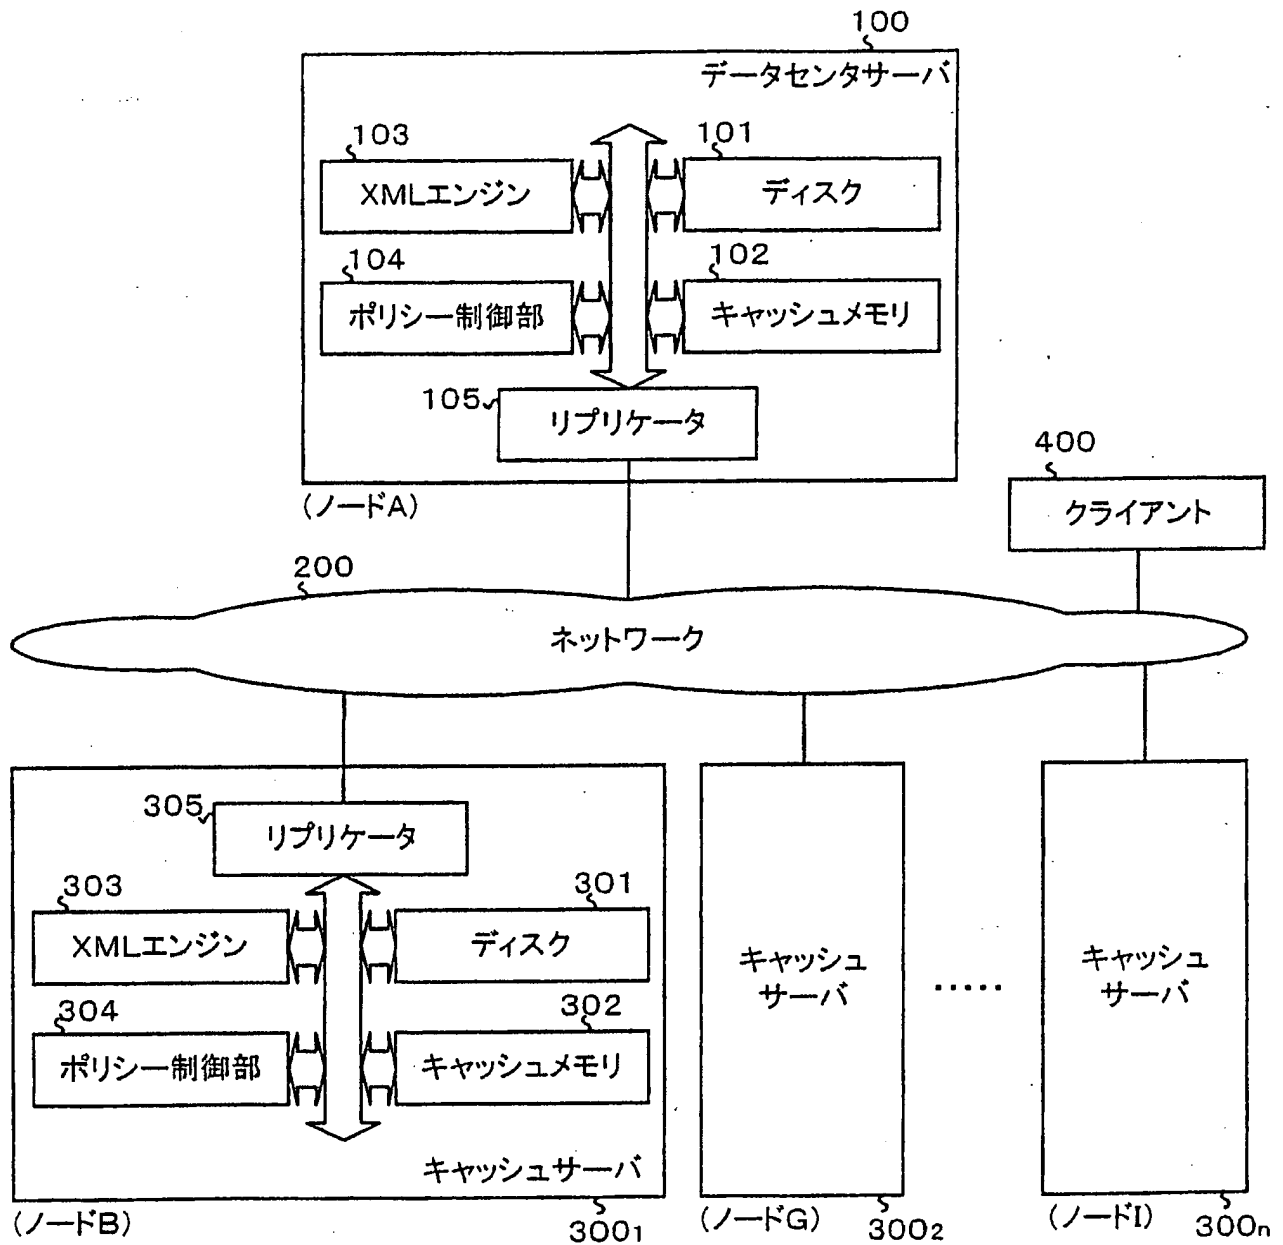 100
データセンタサーバ
103
101
XMLエンジン
ディスク
104
102
ポリシー制御部
キャッシュメモリ
105
リプリケータ
(ノードA)
400
クライアント
200
ネットワーク
305
リプリケータ
303
301
XMLエンジン
ディスク
304
302
ポリシー制御部
キャッシュメモリ
キャッシュサーバ
(ノードB)
300₁
キャッシュ
サーバ
(ノードG)
300₂
.....
キャッシュ
サーバ
(ノードI)
300ₙ